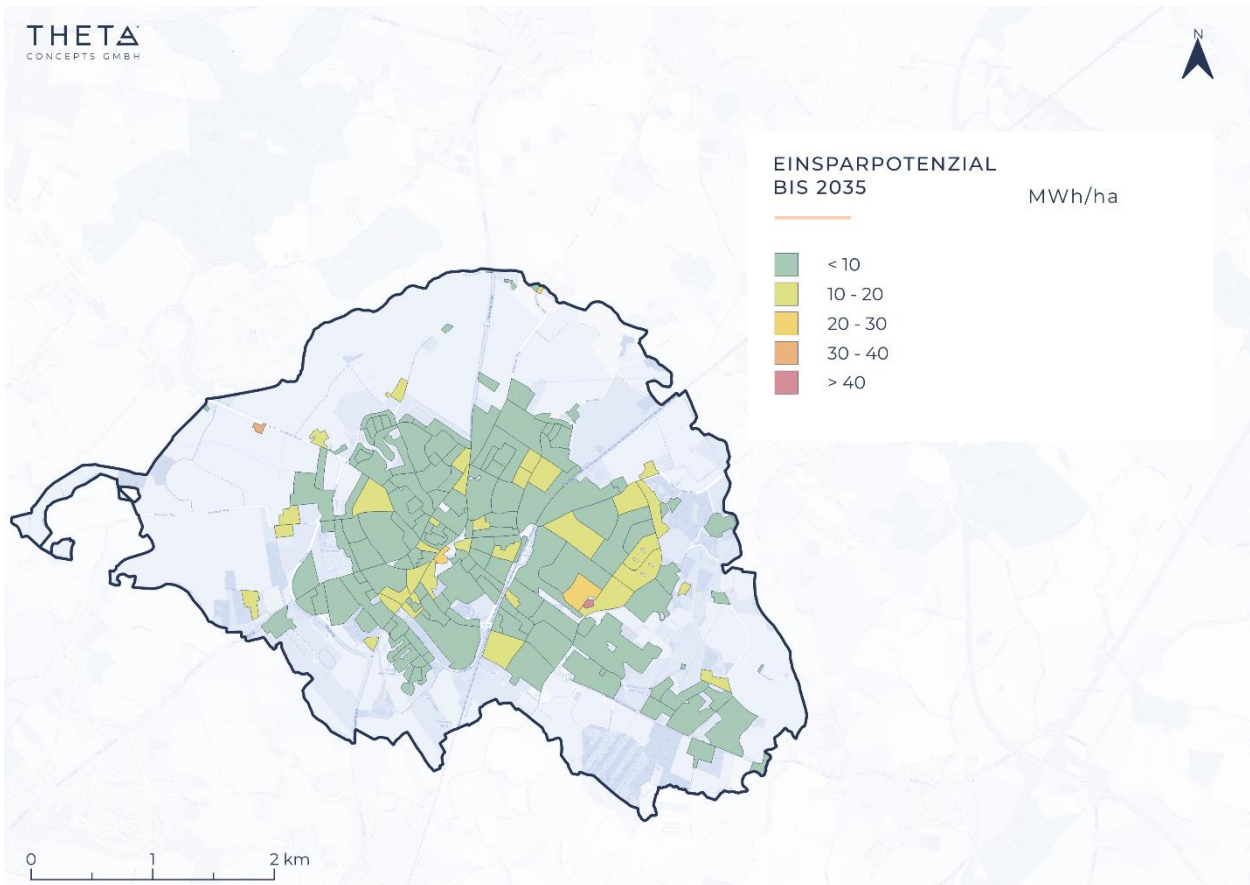 THETA
CONCEPTS GMBH
N
EINSPARPOTENZIAL
BIS 2035
MWh/ha
< 10
10 - 20
20 - 30
30 - 40
> 40
0 1 2 km